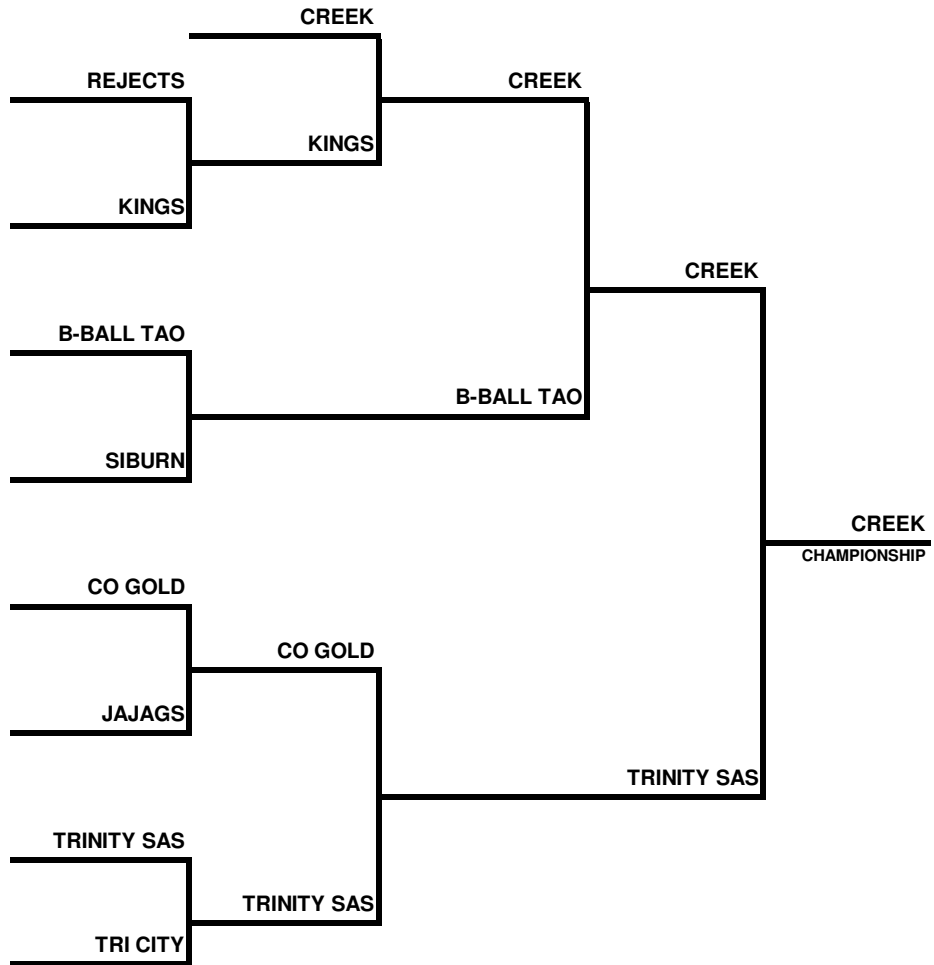 CREEK
REJECTS
CREEK
KINGS
KINGS
CREEK
B-BALL TAO
B-BALL TAO
SIBURN
CREEK
CHAMPIONSHIP
CO GOLD
CO GOLD
JAJAGS
TRINITY SAS
TRINITY SAS
TRINITY SAS
TRI CITY